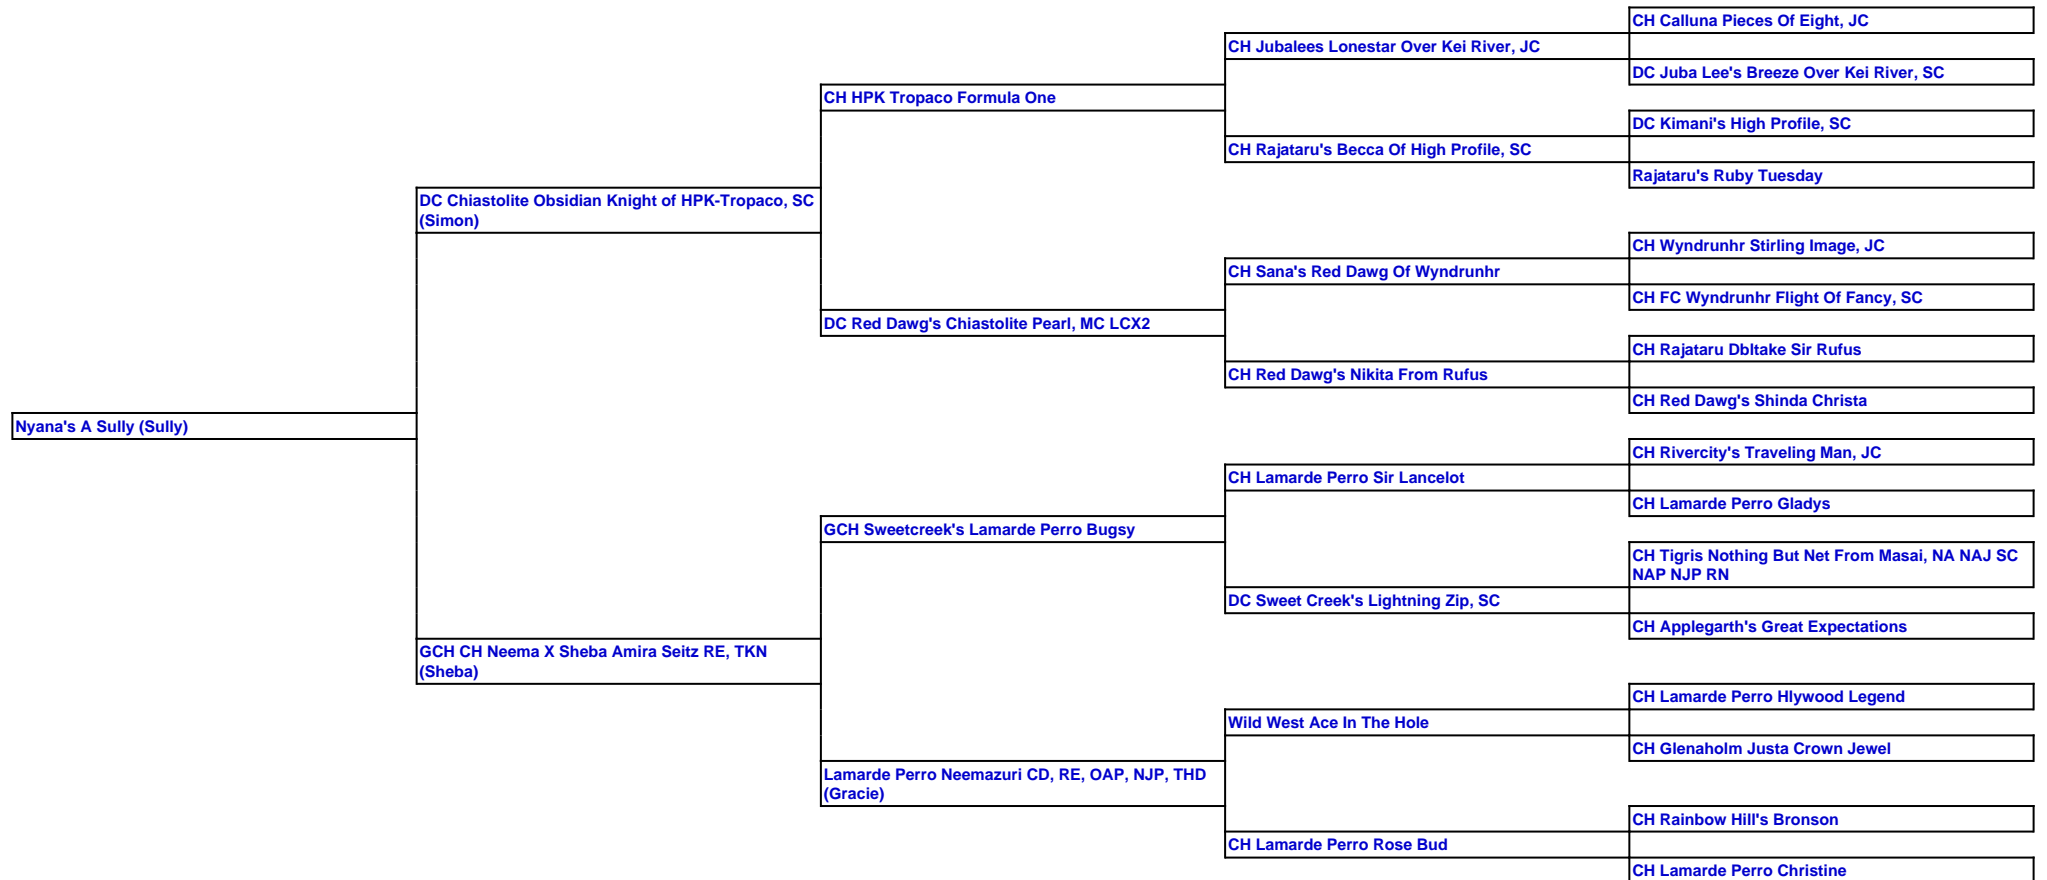 CH Calluna Pieces Of Eight, JC
CH Jubalees Lonestar Over Kei River, JC
DC Juba Lee's Breeze Over Kei River, SC
CH HPK Tropaco Formula One
DC Kimani's High Profile, SC
CH Rajataru's Becca Of High Profile, SC
Rajataru's Ruby Tuesday
DC Chiastolite Obsidian Knight of HPK-Tropaco, SC
(Simon)
CH Wyndrunhr Stirling Image, JC
CH Sana's Red Dawg Of Wyndrunhr
CH FC Wyndrunhr Flight Of Fancy, SC
DC Red Dawg's Chiastolite Pearl, MC LCX2
CH Rajataru Dbltake Sir Rufus
CH Red Dawg's Nikita From Rufus
CH Red Dawg's Shinda Christa
Nyana's A Sully (Sully)
CH Rivercity's Traveling Man, JC
CH Lamarde Perro Sir Lancelot
CH Lamarde Perro Gladys
GCH Sweetcreek's Lamarde Perro Bugsy
CH Tigris Nothing But Net From Masai, NA NAJ SC
NAP NJP RN
DC Sweet Creek's Lightning Zip, SC
CH Applegarth's Great Expectations
GCH CH Neema X Sheba Amira Seitz RE, TKN
(Sheba)
CH Lamarde Perro Hlywood Legend
Wild West Ace In The Hole
CH Glenaholm Justa Crown Jewel
Lamarde Perro Neemazuri CD, RE, OAP, NJP, THD
(Gracie)
CH Rainbow Hill's Bronson
CH Lamarde Perro Rose Bud
CH Lamarde Perro Christine